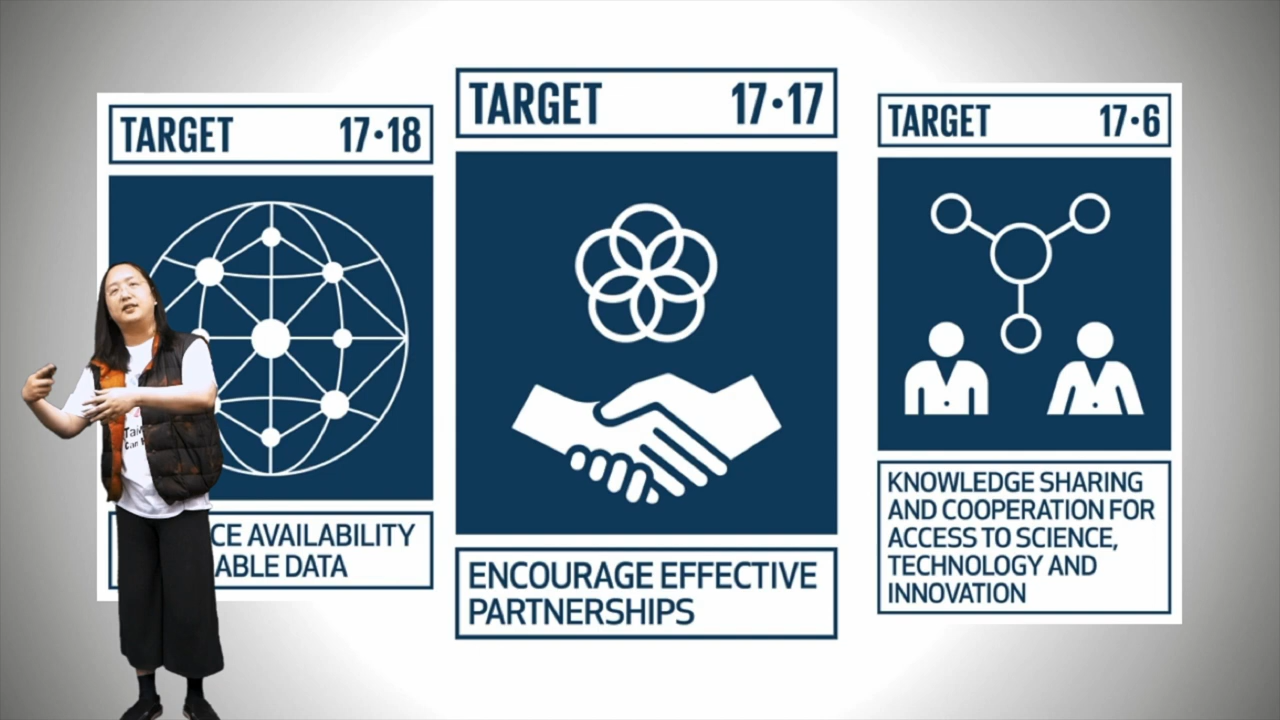 TARGET 17•18
CE AVAILABILITY
ABLE DATA
TARGET 17•17
ENCOURAGE EFFECTIVE
PARTNERSHIPS
TARGET 17•6
KNOWLEDGE SHARING
AND COOPERATION FOR
ACCESS TO SCIENCE,
TECHNOLOGY AND
INNOVATION
Can